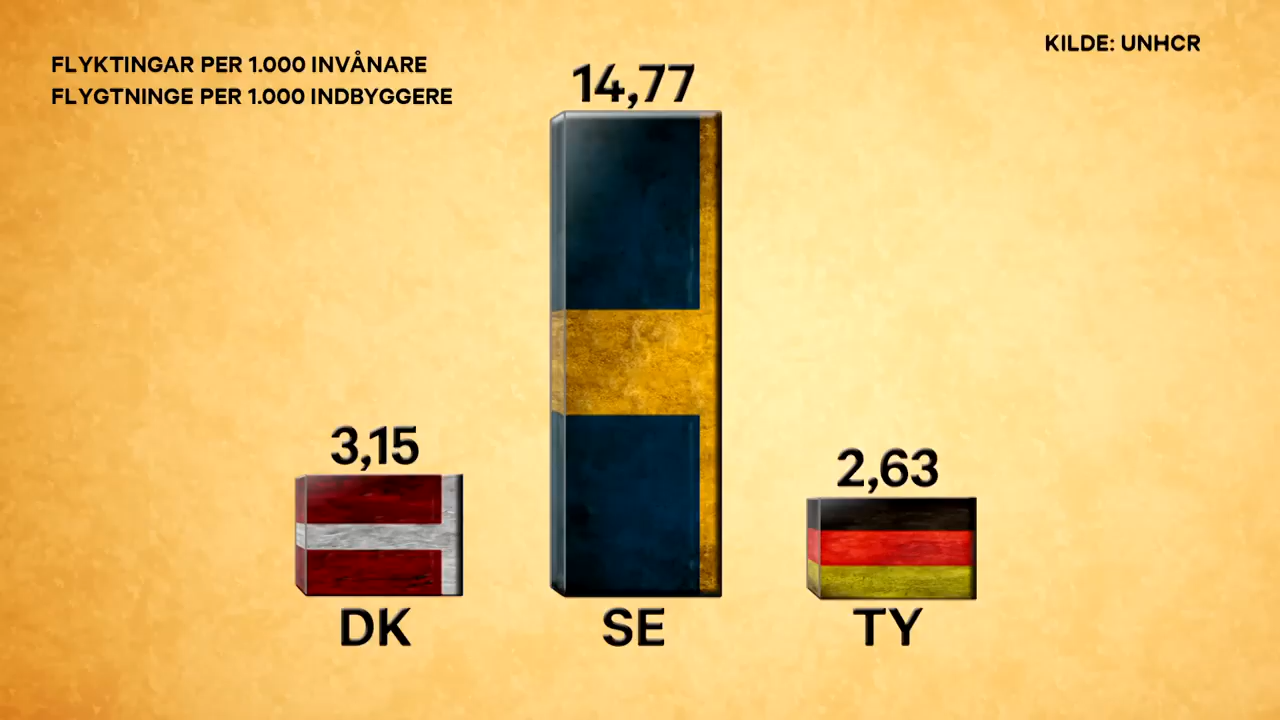 FLYKTINGAR PER 1.000 INVÅNARE
FLYGTNINGE PER 1.000 INDBYGGERE
KILDE: UNHCR
14,77
3,15
2,63
DK
SE
TY